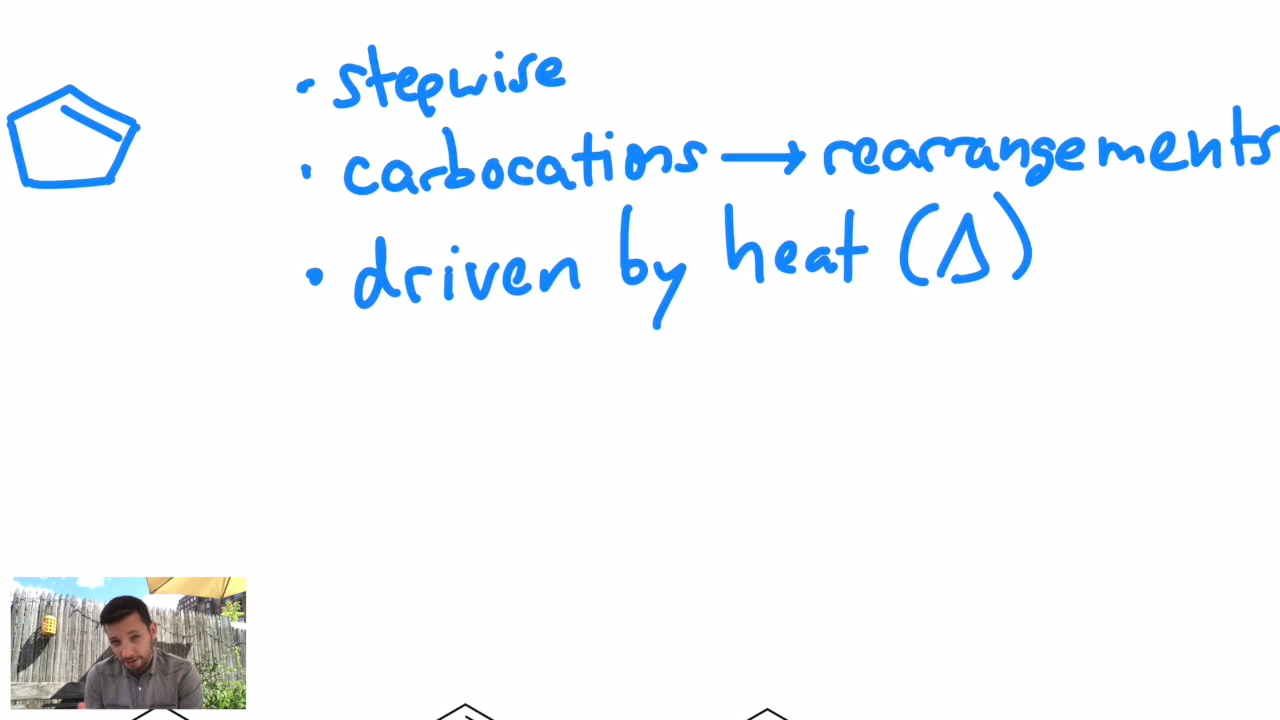 • stepwise
• carbocations → rearrangements
• driven by heat (Δ)